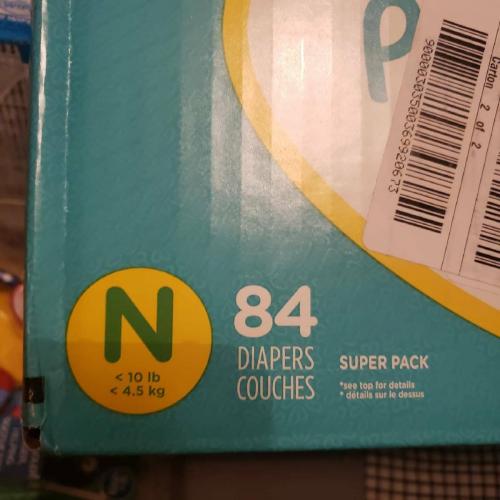 p
Carton 2 of 2
N
< 10 lb
< 4.5 kg
84
DIAPERS
COUCHES
SUPER PACK
*see top for details
* détails sur le dessus